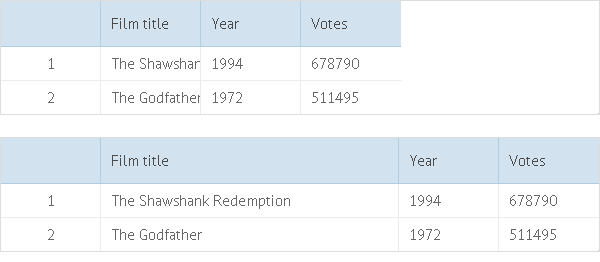 Film title Year Votes
1 The Shawshan 1994 678790
2 The Godfather 1972 511495
Film title Year Votes
1 The Shawshank Redemption 1994 678790
2 The Godfather 1972 511495